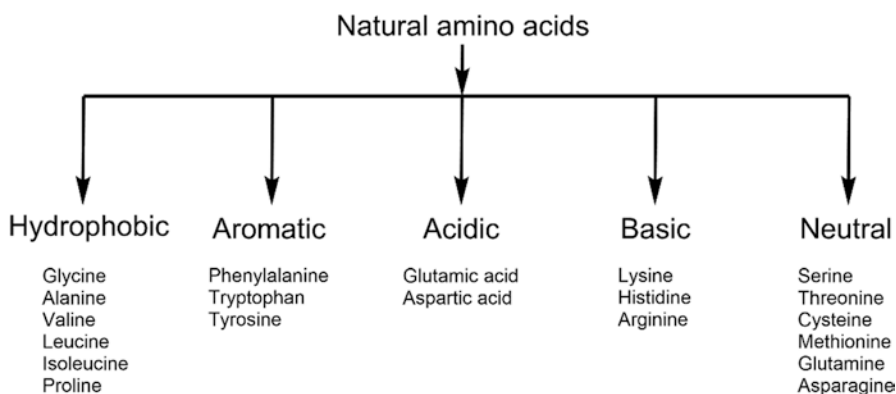 Natural amino acids
Hydrophobic
Glycine
Alanine
Valine
Leucine
Isoleucine
Proline
Aromatic
Phenylalanine
Tryptophan
Tyrosine
Acidic
Glutamic acid
Aspartic acid
Basic
Lysine
Histidine
Arginine
Neutral
Serine
Threonine
Cysteine
Methionine
Glutamine
Asparagine